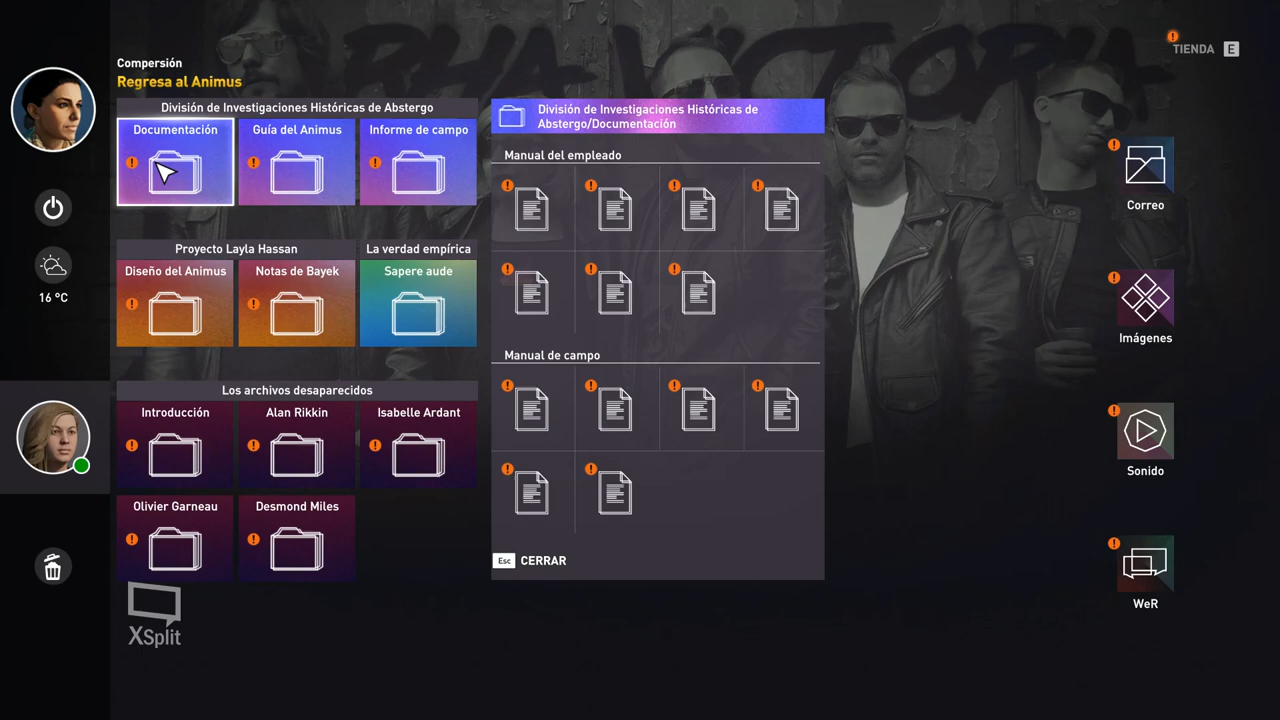 Compersión
Regresa al Animus
TIENDA E
División de Investigaciones Históricas de Abstergo
Documentación
Guía del Animus
Informe de campo
Proyecto Layla Hassan
La verdad empírica
Diseño del Animus
Notas de Bayek
Sapere aude
Los archivos desaparecidos
Introducción
Alan Rikkin
Isabelle Ardant
Olivier Garneau
Desmond Miles
XSplit
16 °C
División de Investigaciones Históricas de
Abstergo/Documentación
Manual del empleado
Manual de campo
Esc CERRAR
Correo
Imágenes
Sonido
WeR